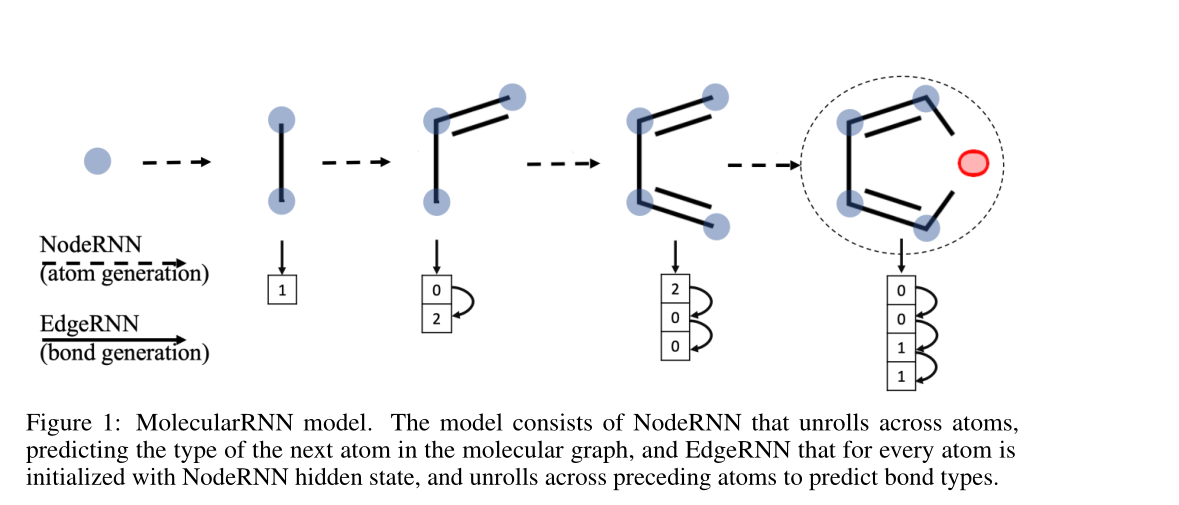 NodeRNN
(atom generation)
EdgeRNN
(bond generation)
1
0
2
2
0
0
0
0
1
1
Figure 1: MolecularRNN model. The model consists of NodeRNN that unrolls across atoms,
predicting the type of the next atom in the molecular graph, and EdgeRNN that for every atom is
initialized with NodeRNN hidden state, and unrolls across preceding atoms to predict bond types.